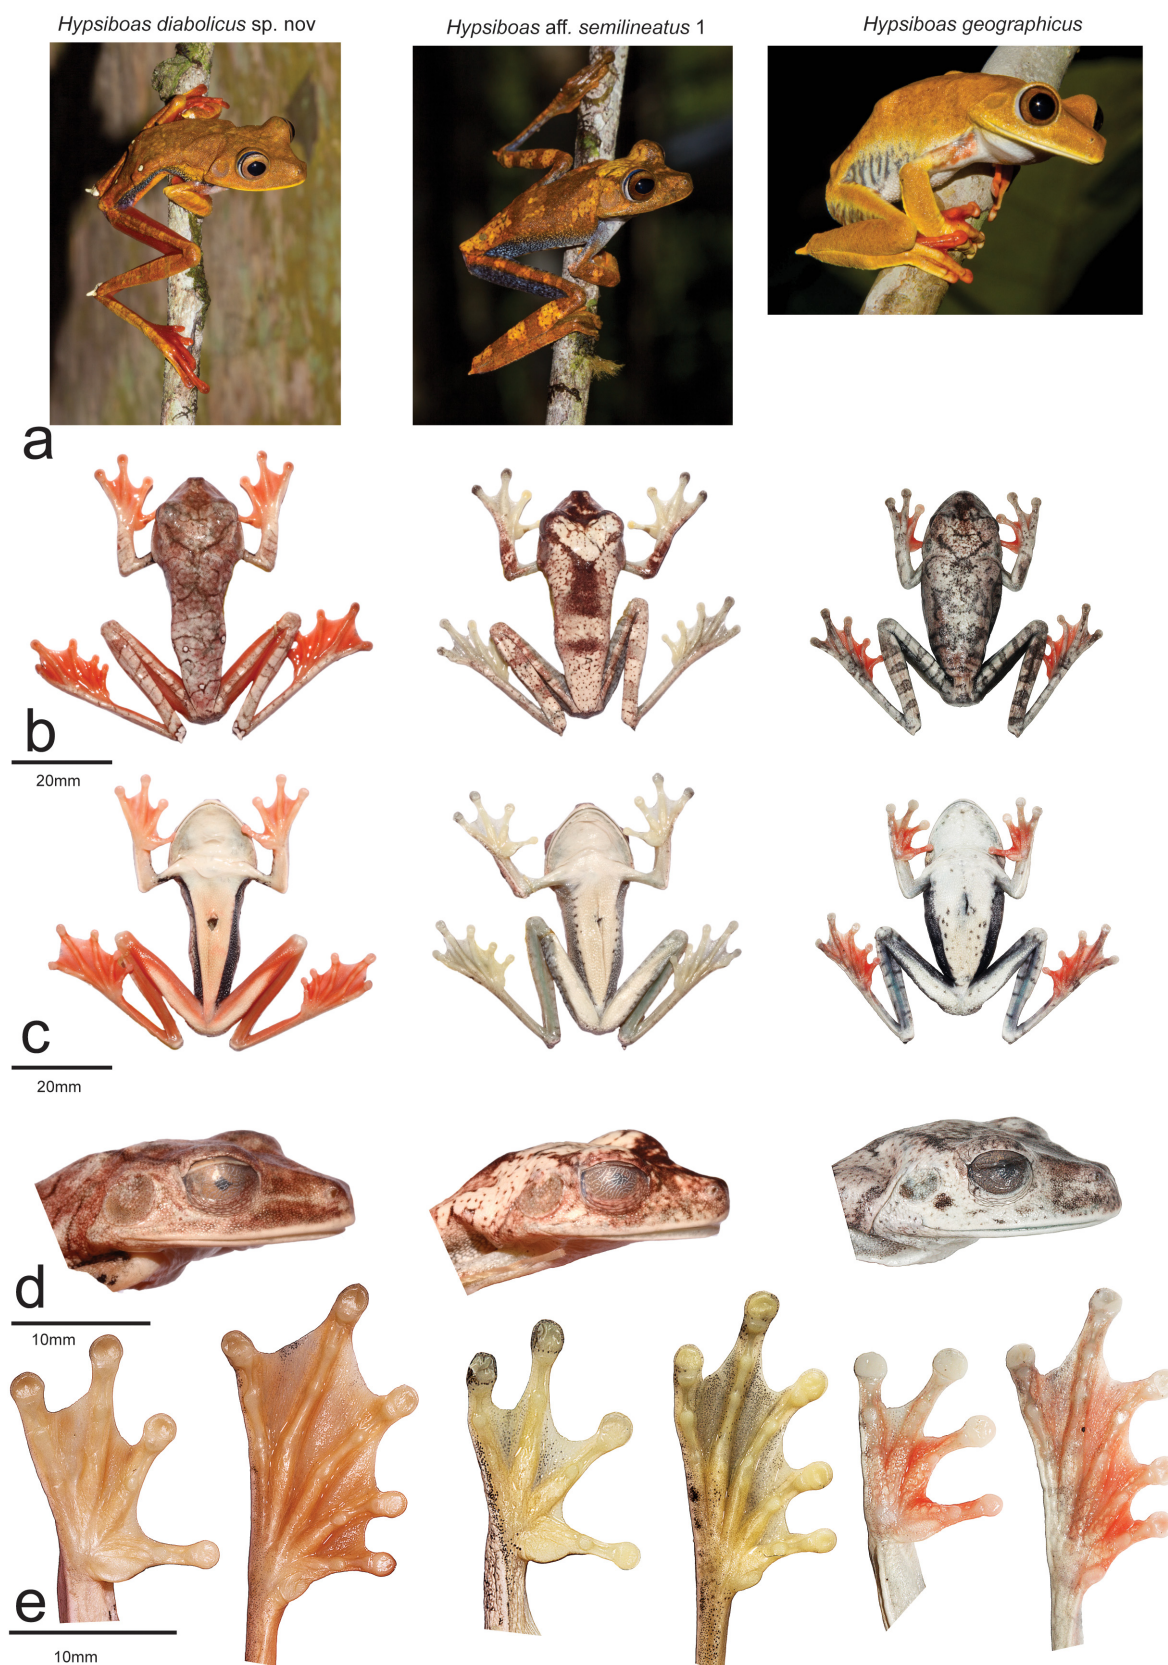 Hypsiboas diabolicus sp. nov
Hypsiboas aff. semilineatus 1
Hypsiboas geographicus
a
b
20mm
c
20mm
d
10mm
e
10mm